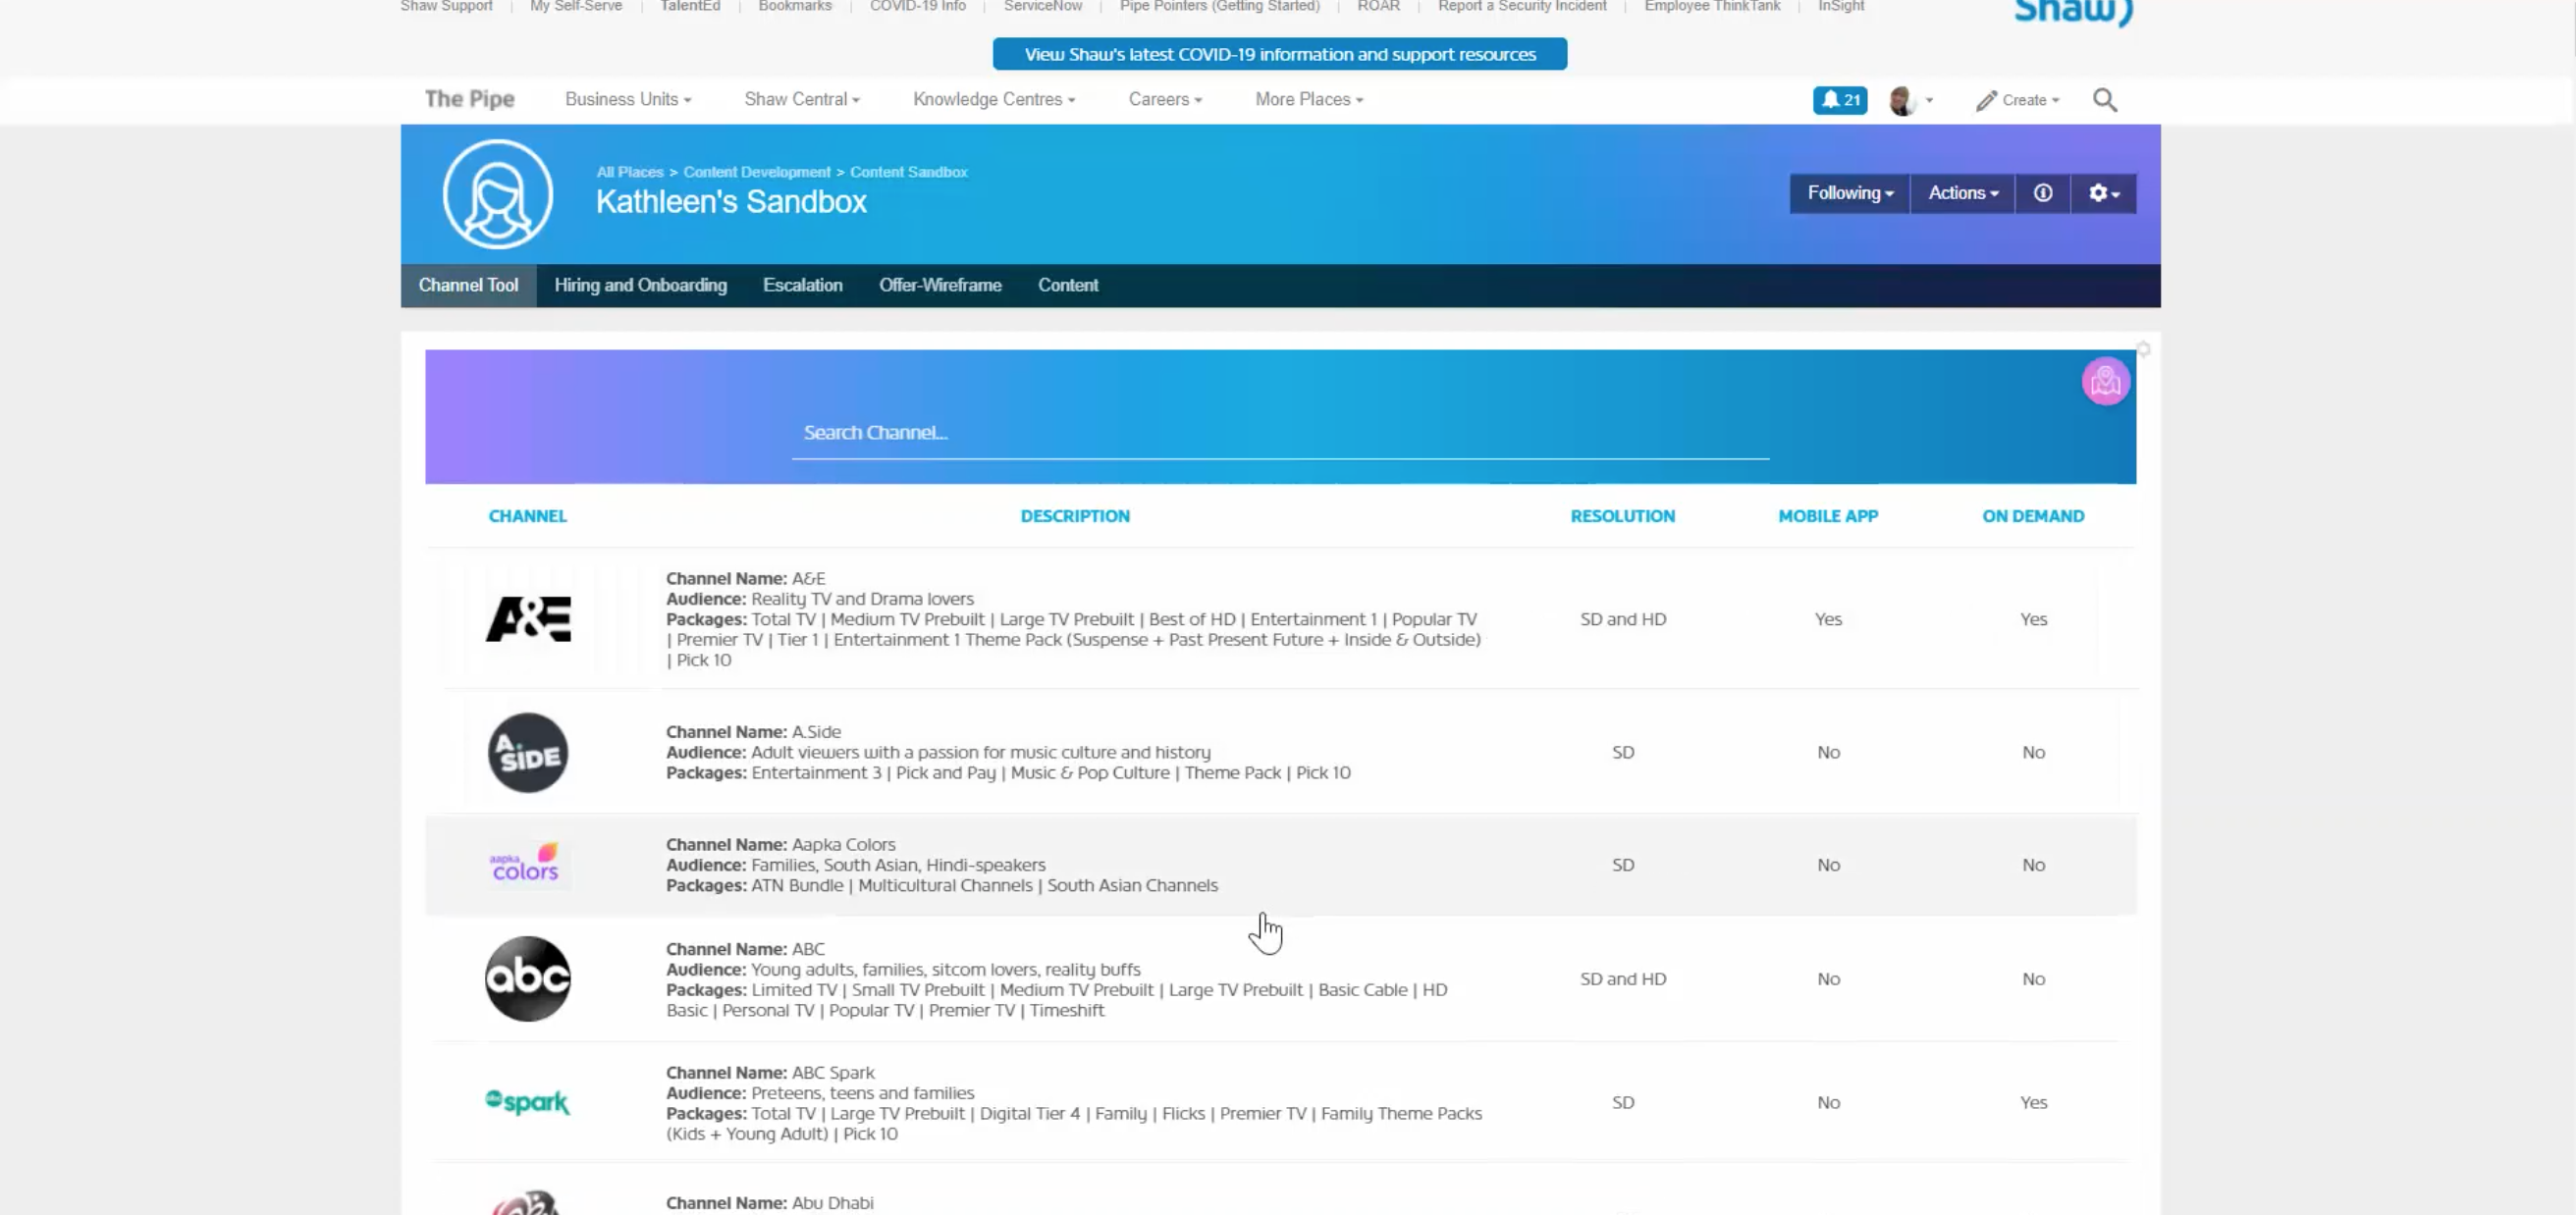 Shaw Support | My Self-Serve | TalentEd | Bookmarks | COVID-19 Info | ServiceNow | Pipe Pointers (Getting Started) | ROAR | Report a Security Incident | Employee ThinkTank | InSight
Shaw)
View Shaw's latest COVID-19 information and support resources
The Pipe Business Units Shaw Central Knowledge Centres Careers More Places 21 Create
All Places > Content Development > Content Sandbox
Kathleen's Sandbox
Following Actions
Channel Tool Hiring and Onboarding Escalation Offer-Wireframe Content
Search Channel...
CHANNEL DESCRIPTION RESOLUTION MOBILE APP ON DEMAND
A&E
Channel Name: A&E
Audience: Reality TV and Drama lovers
Packages: Total TV | Medium TV Prebuilt | Large TV Prebuilt | Best of HD | Entertainment 1 | Popular TV
| Premier TV | Tier 1 | Entertainment 1 Theme Pack (Suspense + Past Present Future + Inside & Outside)
| Pick 10
SD and HD Yes Yes
A.
SIDE
Channel Name: A.Side
Audience: Adult viewers with a passion for music culture and history
Packages: Entertainment 3 | Pick and Pay | Music & Pop Culture | Theme Pack | Pick 10
SD No No
aapka
colors
Channel Name: Aapka Colors
Audience: Families, South Asian, Hindi-speakers
Packages: ATN Bundle | Multicultural Channels | South Asian Channels
SD No No
abc
Channel Name: ABC
Audience: Young adults, families, sitcom lovers, reality buffs
Packages: Limited TV | Small TV Prebuilt | Medium TV Prebuilt | Large TV Prebuilt | Basic Cable | HD
Basic | Personal TV | Popular TV | Premier TV | Timeshift
SD and HD No No
spark
Channel Name: ABC Spark
Audience: Preteens, teens and families
Packages: Total TV | Large TV Prebuilt | Digital Tier 4 | Family | Flicks | Premier TV | Family Theme Packs
(Kids + Young Adult) | Pick 10
SD No Yes
Channel Name: Abu Dhabi